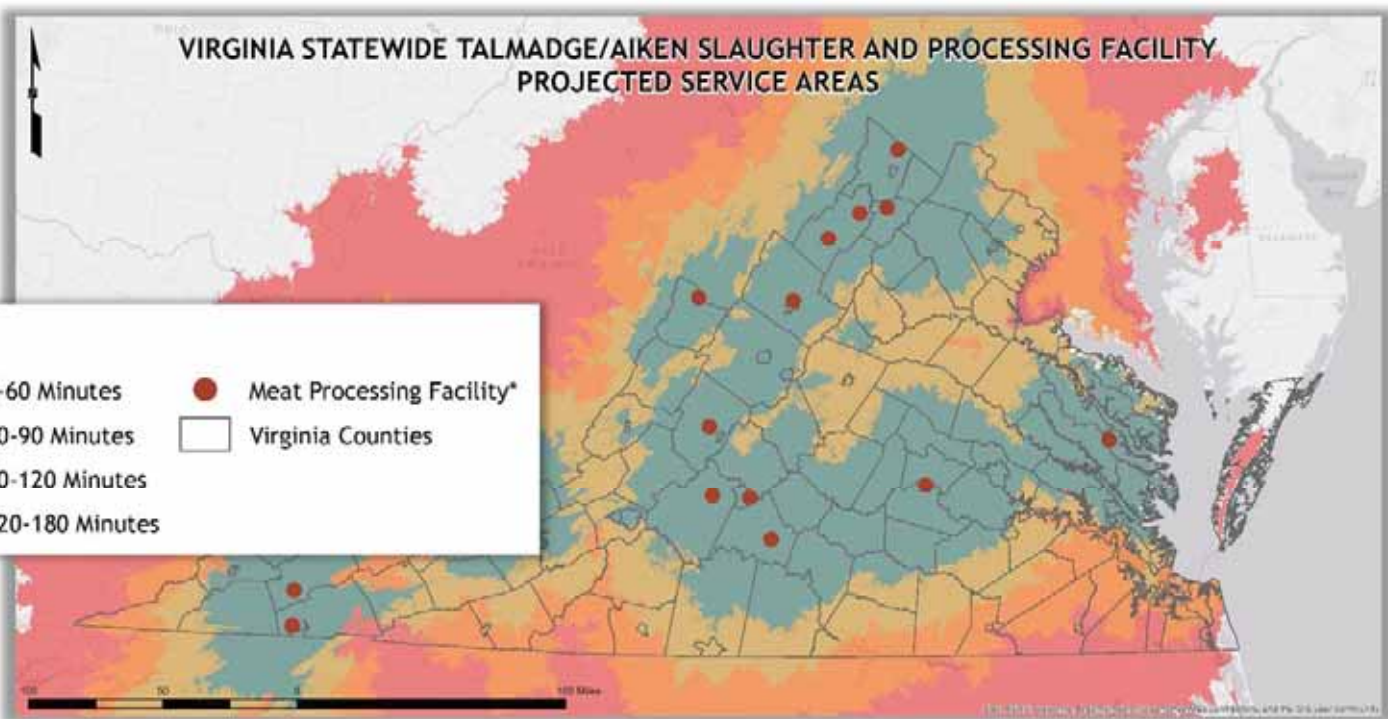 VIRGINIA STATEWIDE TALMADGE/AIKEN SLAUGHTER AND PROCESSING FACILITY
PROJECTED SERVICE AREAS
-60 Minutes
0-90 Minutes
0-120 Minutes
20-180 Minutes
Meat Processing Facility*
Virginia Counties
100 50 0 100 Miles